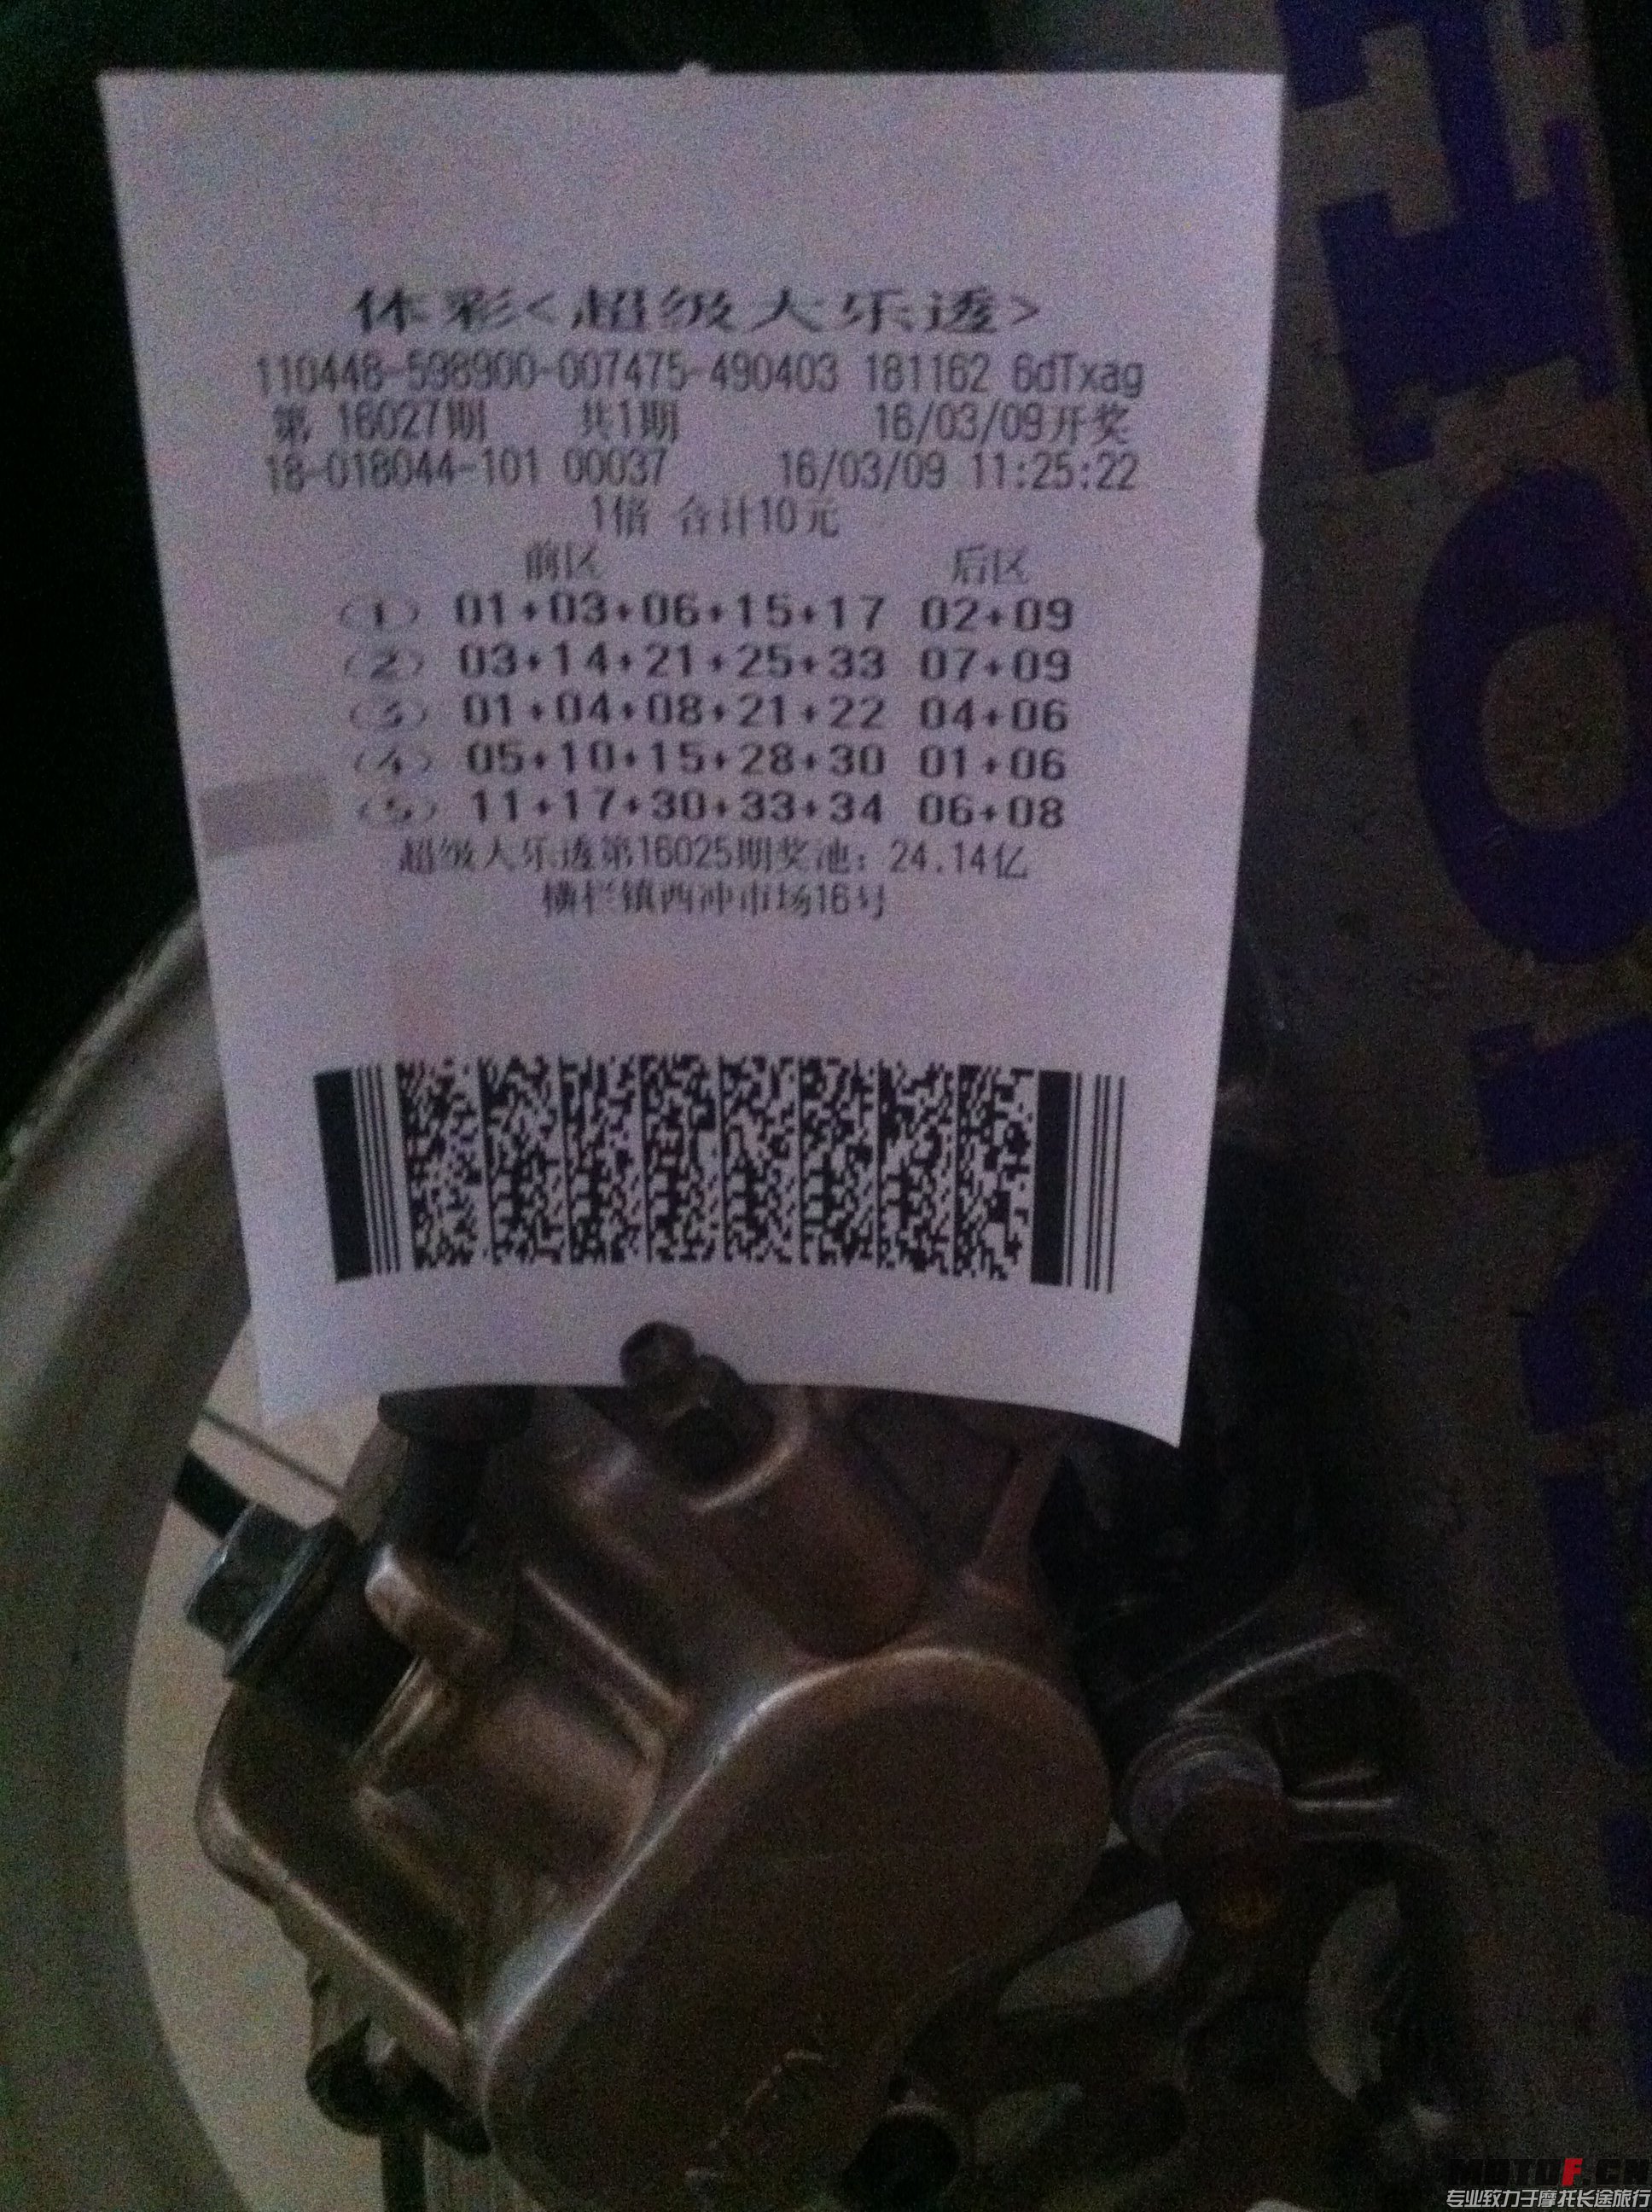 体彩<超级大乐透>
110448-598900-007475-490403 181162 6dTxag
第 16027期 共1期 16/03/09开奖
18-018044-101 00037 16/03/09 11:25:22
1倍 合计10元
前区 后区
(1) 01+03+06+15+17 02+09
(2) 03+14+21+25+33 07+09
(3) 01+04+08+21+22 04+06
(4) 05+10+15+28+30 01+06
(5) 11+17+30+33+34 06+08
超级大乐透第16025期奖池：24.14亿
横栏镇西冲市场16号
MOTOF.CN
专业致力于摩托长途旅行